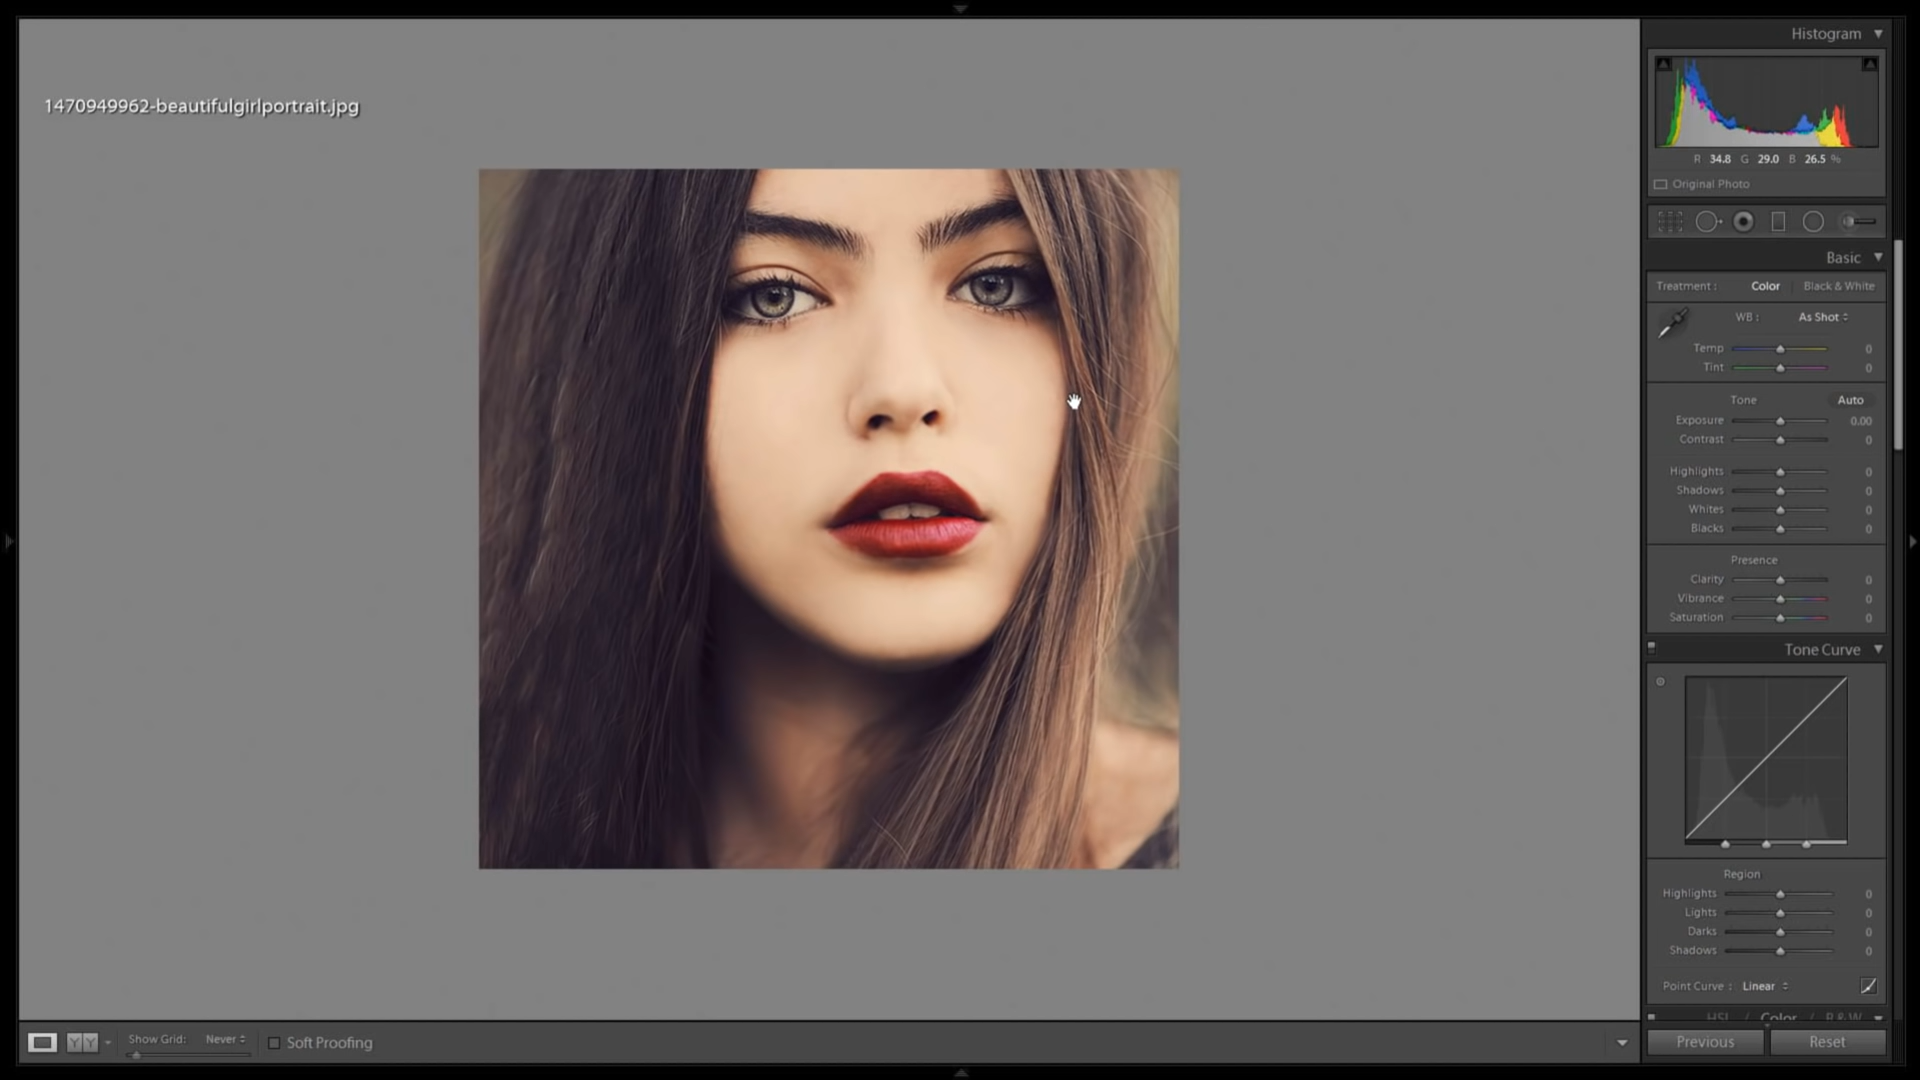 Histogram
1470949962-beautifulgirlportrait.jpg
R 34.8 G 29.0 B 26.5 %
Original Photo
Basic
Treatment : Color Black & White
WB : As Shot
Temp 0
Tint 0
Tone Auto
Exposure 0.00
Contrast 0
Highlights 0
Shadows 0
Whites 0
Blacks 0
Presence
Clarity 0
Vibrance 0
Saturation 0
Tone Curve
Region
Highlights 0
Lights 0
Darks 0
Shadows 0
Point Curve : Linear
HSL / Color / B & W
Show Grid: Never Soft Proofing
Previous Reset